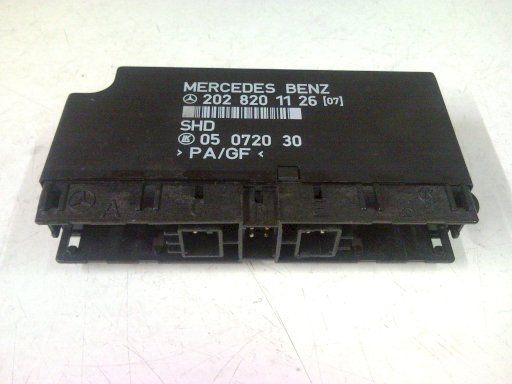 MERCEDES BENZ
202 820 11 26 [07]
SHD
05 0720 30
> PA/GF <
A